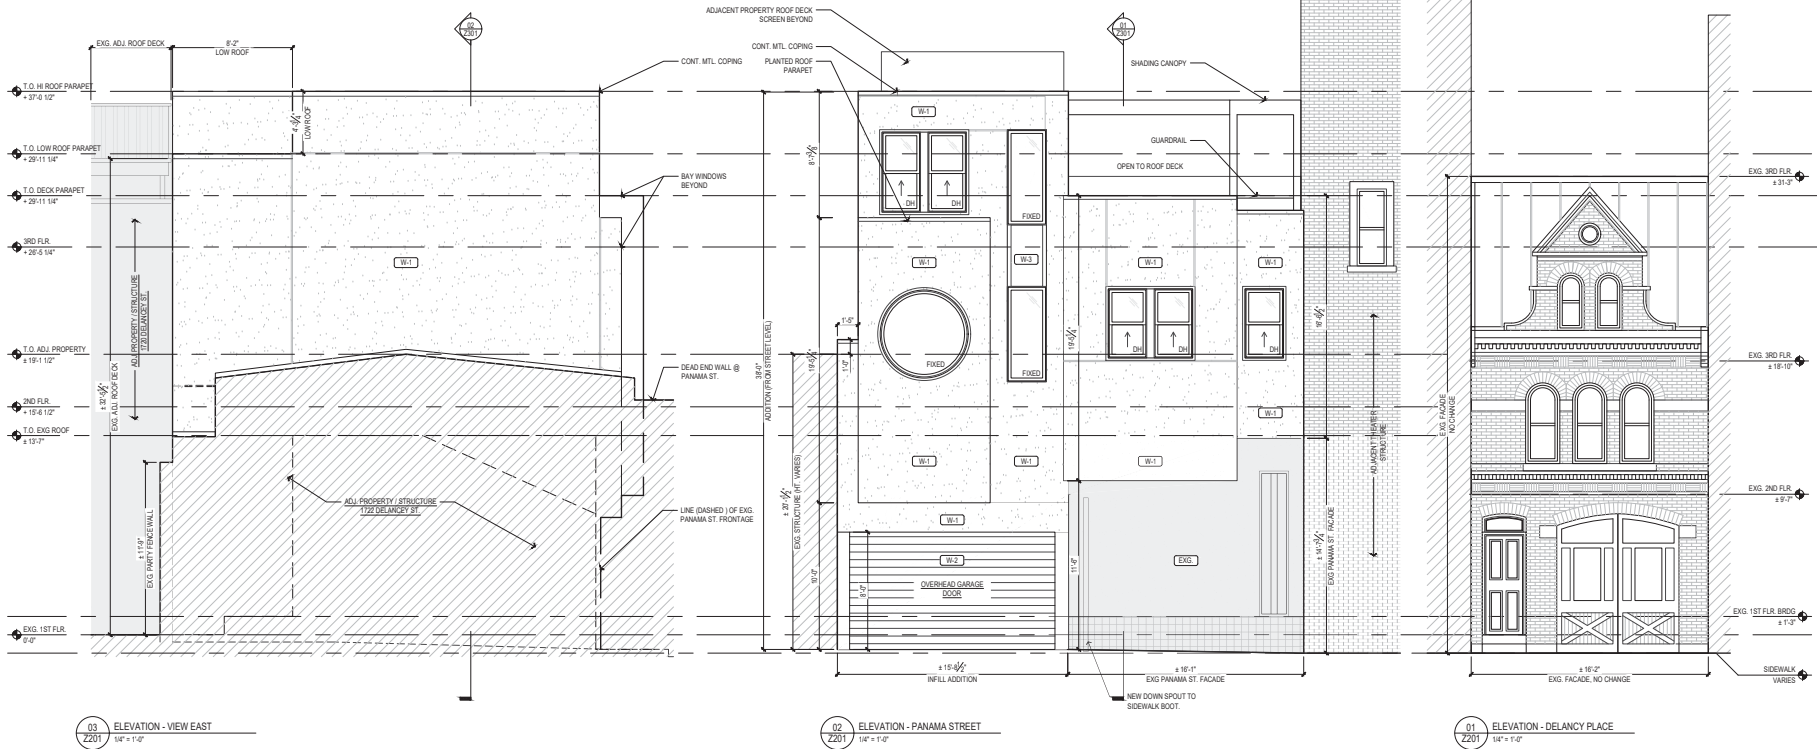 EXG. ADJ. ROOF DECK
8'-2"
LOW ROOF
02
Z301
T.O. HI ROOF PARAPET
+ 37'-0 1/2"
T.O. LOW ROOF PARAPET
+ 29'-11 1/4"
T.O. DECK PARAPET
+ 29'-11 1/4"
3RD FLR.
+ 26'-5 1/4"
T.O. ADJ. PROPERTY
± 19'-1 1/2"
2ND FLR.
+ 15'-6 1/2"
T.O. EXG ROOF
± 13'-7"
EXG. 1ST FLR.
0'-0"
LOW ROOF
W-1
ADJ. PROPERTY / STRUCTURE
1720 DELANCEY ST.
EXG. ADJ. ROOF DECK
± 11'-9"
EXG. PARTY FENCE WALL
ADJ. PROPERTY / STRUCTURE
1722 DELANCEY ST.
CONT. MTL. COPING
BAY WINDOWS
BEYOND
DEAD END WALL @
PANAMA ST.
LINE (DASHED ) OF EXG.
PANAMA ST. FRONTAGE
03
Z201
ELEVATION - VIEW EAST
1/4" = 1'-0"
ADJACENT PROPERTY ROOF DECK
SCREEN BEYOND
CONT. MTL. COPING
PLANTED ROOF
PARAPET
01
Z301
SHADING CANOPY
GUARDRAIL
OPEN TO ROOF DECK
W-1
DH
DH
FIXED
W-1
W-3
W-1
W-1
FIXED
FIXED
DH
DH
DH
W-1
W-1
W-1
W-1
W-1
W-2
OVERHEAD GARAGE
DOOR
EXG.
1'-5"
1'-0"
38'-0"
ADDITION (FROM STREET LEVEL)
EXG. STRUCTURE (HT. VARIES)
10'-0"
8'-0"
11'-6"
EXG PANAMA ST. FACADE
ADJACENT THEATER
STRUCTURE
± 15'-8 1/2"
INFILL ADDITION
± 16'-1"
EXG PANAMA ST. FACADE
NEW DOWN SPOUT TO
SIDEWALK BOOT.
02
Z201
ELEVATION - PANAMA STREET
1/4" = 1'-0"
EXG. FACADE
NO CHANGE
EXG. 3RD FLR.
± 31'-3"
EXG. 3RD FLR.
± 18'-10"
EXG. 2ND FLR.
± 9'-7"
EXG. 1ST FLR. BRDG
± 1'-3"
SIDEWALK
VARIES
± 16'-2"
EXG. FACADE, NO CHANGE
01
Z201
ELEVATION - DELANCY PLACE
1/4" = 1'-0"